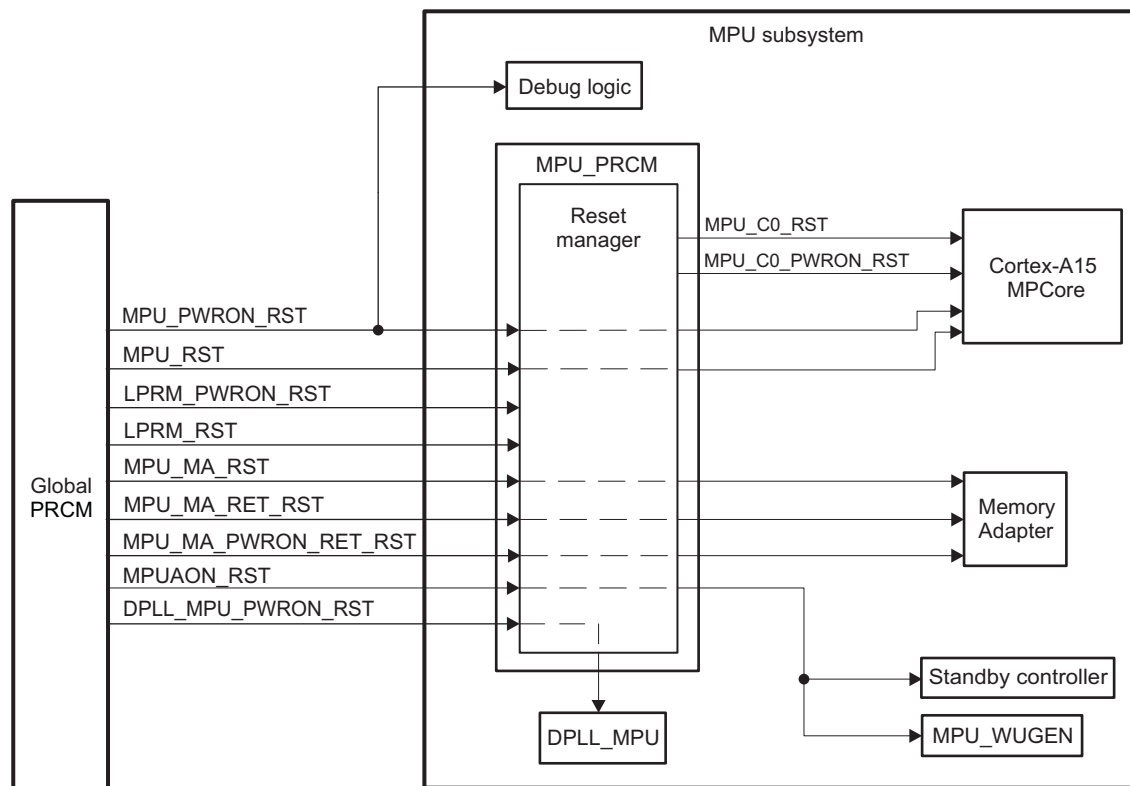 MPU subsystem
Debug logic
MPU_PRCM
Reset
manager
MPU_C0_RST
MPU_C0_PWRON_RST
Cortex-A15
MPCore
MPU_PWRON_RST
MPU_RST
LPRM_PWRON_RST
LPRM_RST
MPU_MA_RST
MPU_MA_RET_RST
MPU_MA_PWRON_RET_RST
MPUAON_RST
DPLL_MPU_PWRON_RST
Global
PRCM
Memory
Adapter
Standby controller
DPLL_MPU
MPU_WUGEN